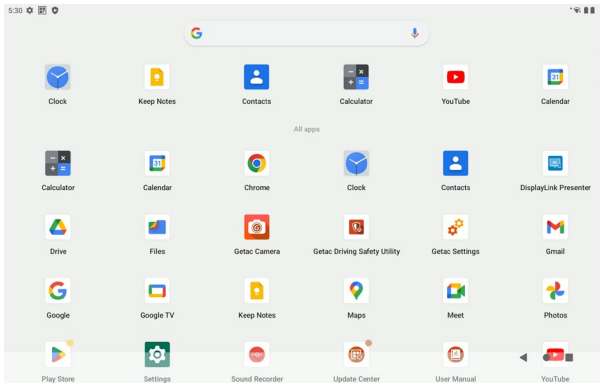 5:30
Clock Keep Notes Contacts Calculator YouTube Calendar
All apps
Calculator Calendar Chrome Clock Contacts DisplayLink Presenter
Drive Files Getac Camera Getac Driving Safety Utility Getac Settings Gmail
Google Google TV Keep Notes Maps Meet Photos
Play Store Settings Sound Recorder Update Center User Manual YouTube